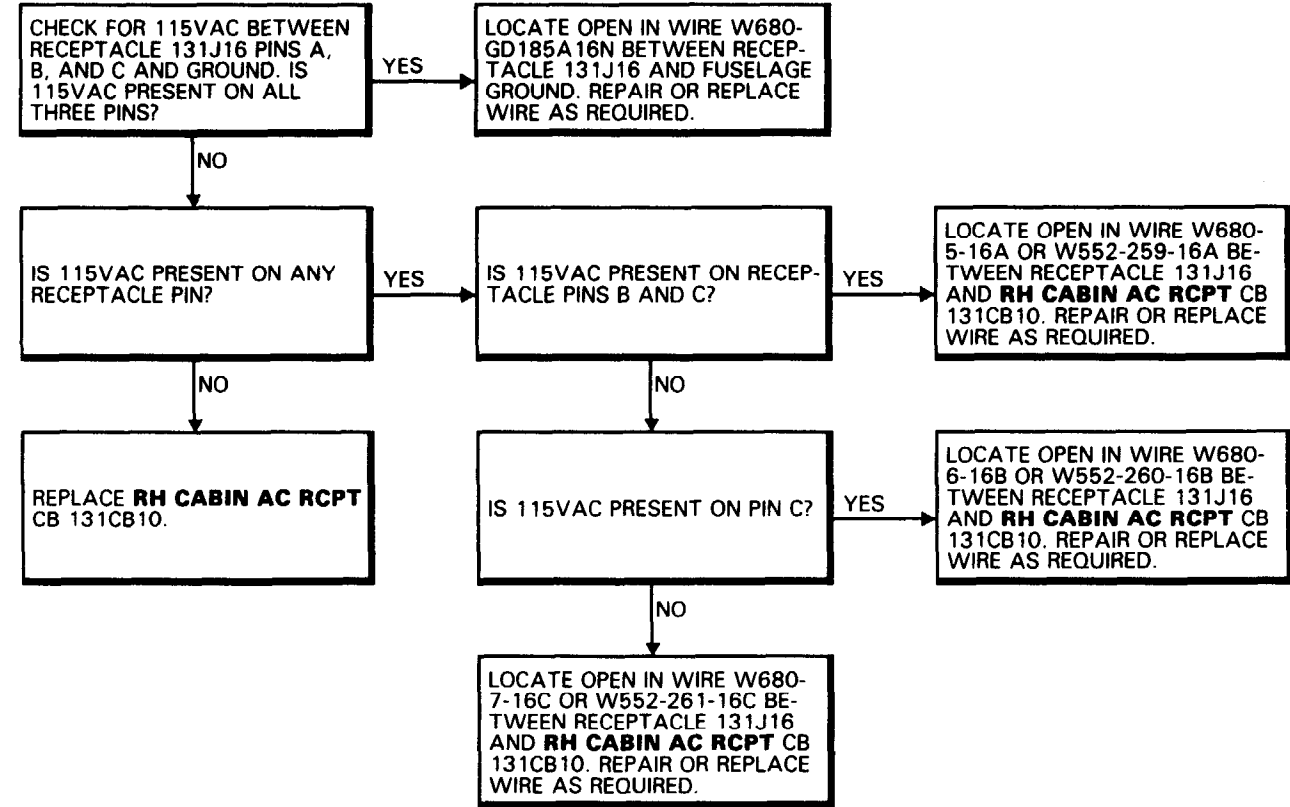 CHECK FOR 115VAC BETWEEN
RECEPTACLE 131J16 PINS A,
B, AND C AND GROUND. IS
115VAC PRESENT ON ALL
THREE PINS?
YES
LOCATE OPEN IN WIRE W680-
GD185A16N BETWEEN RECEP-
TACLE 131J16 AND FUSELAGE
GROUND. REPAIR OR REPLACE
WIRE AS REQUIRED.
NO
IS 115VAC PRESENT ON ANY
RECEPTACLE PIN?
YES
IS 115VAC PRESENT ON RECEP-
TACLE PINS B AND C?
YES
LOCATE OPEN IN WIRE W680-
5-16A OR W552-259-16A BE-
TWEEN RECEPTACLE 131J16
AND RH CABIN AC RCPT CB
131CB10. REPAIR OR REPLACE
WIRE AS REQUIRED.
NO
NO
REPLACE RH CABIN AC RCPT
CB 131CB10.
IS 115VAC PRESENT ON PIN C?
YES
LOCATE OPEN IN WIRE W680-
6-16B OR W552-260-16B BE-
TWEEN RECEPTACLE 131J16
AND RH CABIN AC RCPT CB
131CB10. REPAIR OR REPLACE
WIRE AS REQUIRED.
NO
LOCATE OPEN IN WIRE W680-
7-16C OR W552-261-16C BE-
TWEEN RECEPTACLE 131J16
AND RH CABIN AC RCPT CB
131CB10. REPAIR OR REPLACE
WIRE AS REQUIRED.